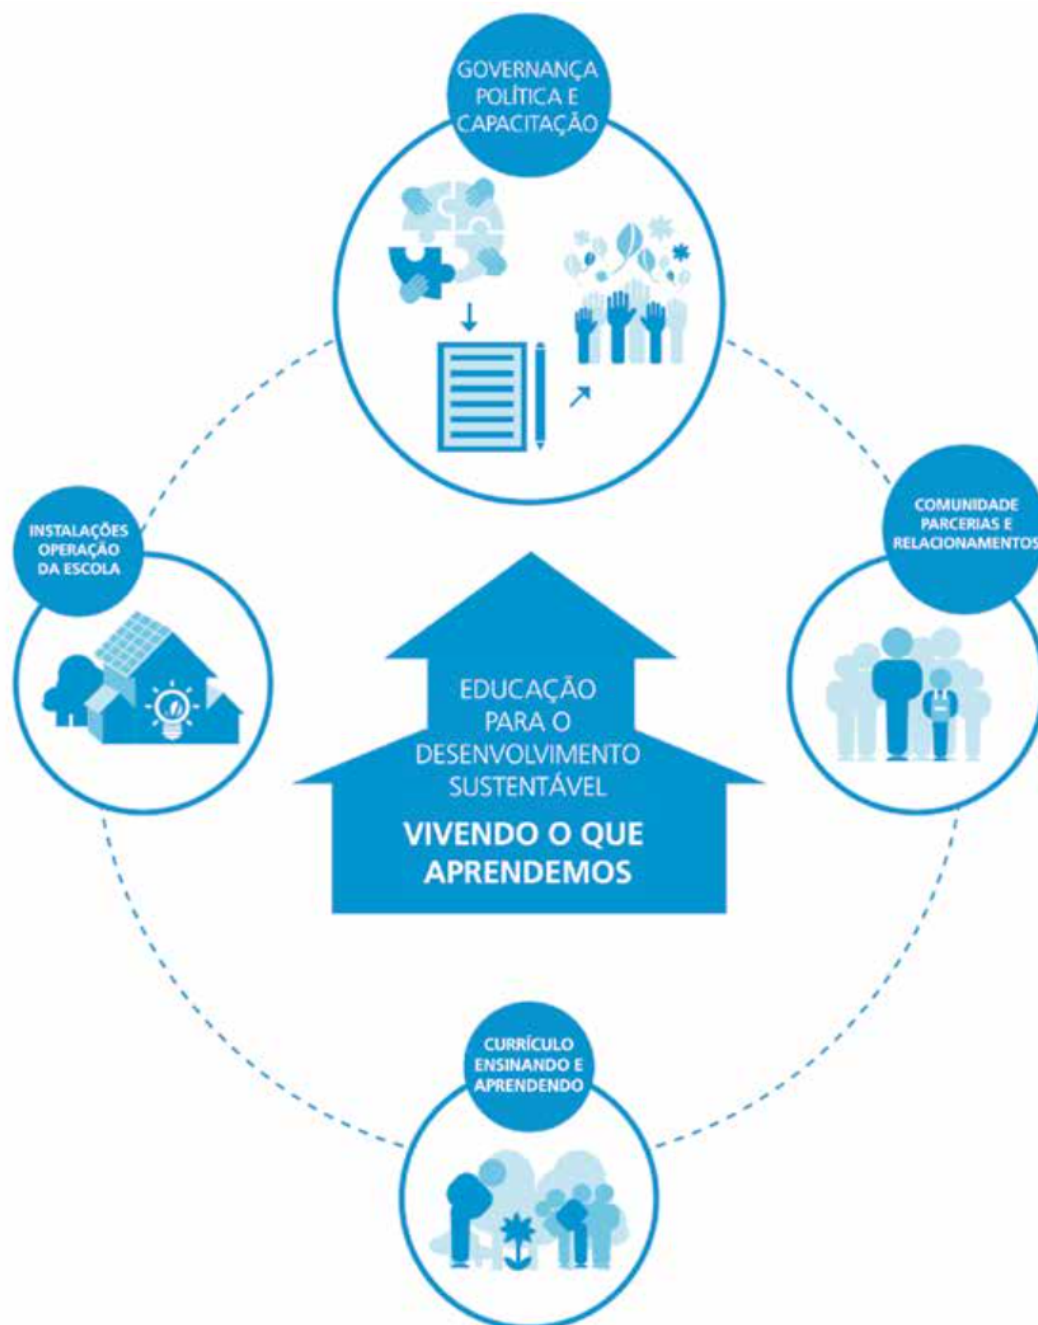 GOVERNANÇA
POLÍTICA E
CAPACITAÇÃO
INSTALAÇÕES
OPERAÇÃO
DA ESCOLA
COMUNIDADE
PARCERIAS E
RELACIONAMENTOS
EDUCAÇÃO
PARA O
DESENVOLVIMENTO
SUSTENTÁVEL
VIVENDO O QUE
APRENDEMOS
CURRÍCULO
ENSINANDO E
APRENDENDO